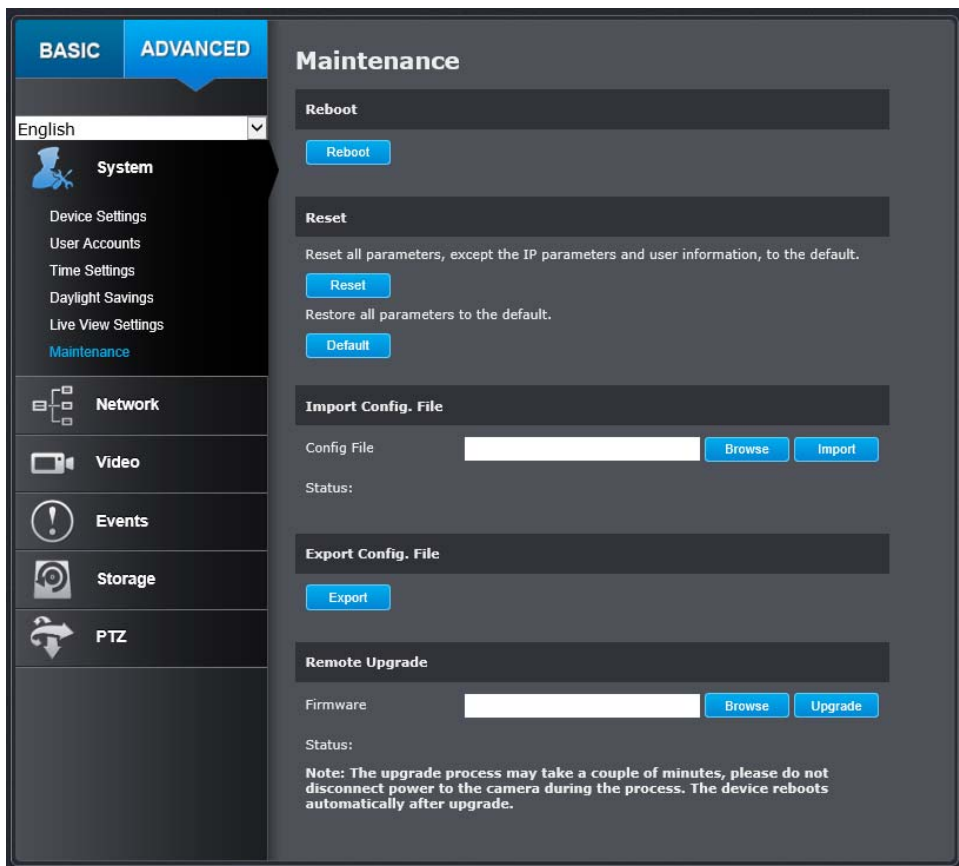 BASIC
ADVANCED
English
System
Device Settings
User Accounts
Time Settings
Daylight Savings
Live View Settings
Maintenance
Network
Video
Events
Storage
PTZ
Maintenance
Reboot
Reboot
Reset
Reset all parameters, except the IP parameters and user information, to the default.
Reset
Restore all parameters to the default.
Default
Import Config. File
Config File
Browse
Import
Status:
Export Config. File
Export
Remote Upgrade
Firmware
Browse
Upgrade
Status:
Note: The upgrade process may take a couple of minutes, please do not
disconnect power to the camera during the process. The device reboots
automatically after upgrade.